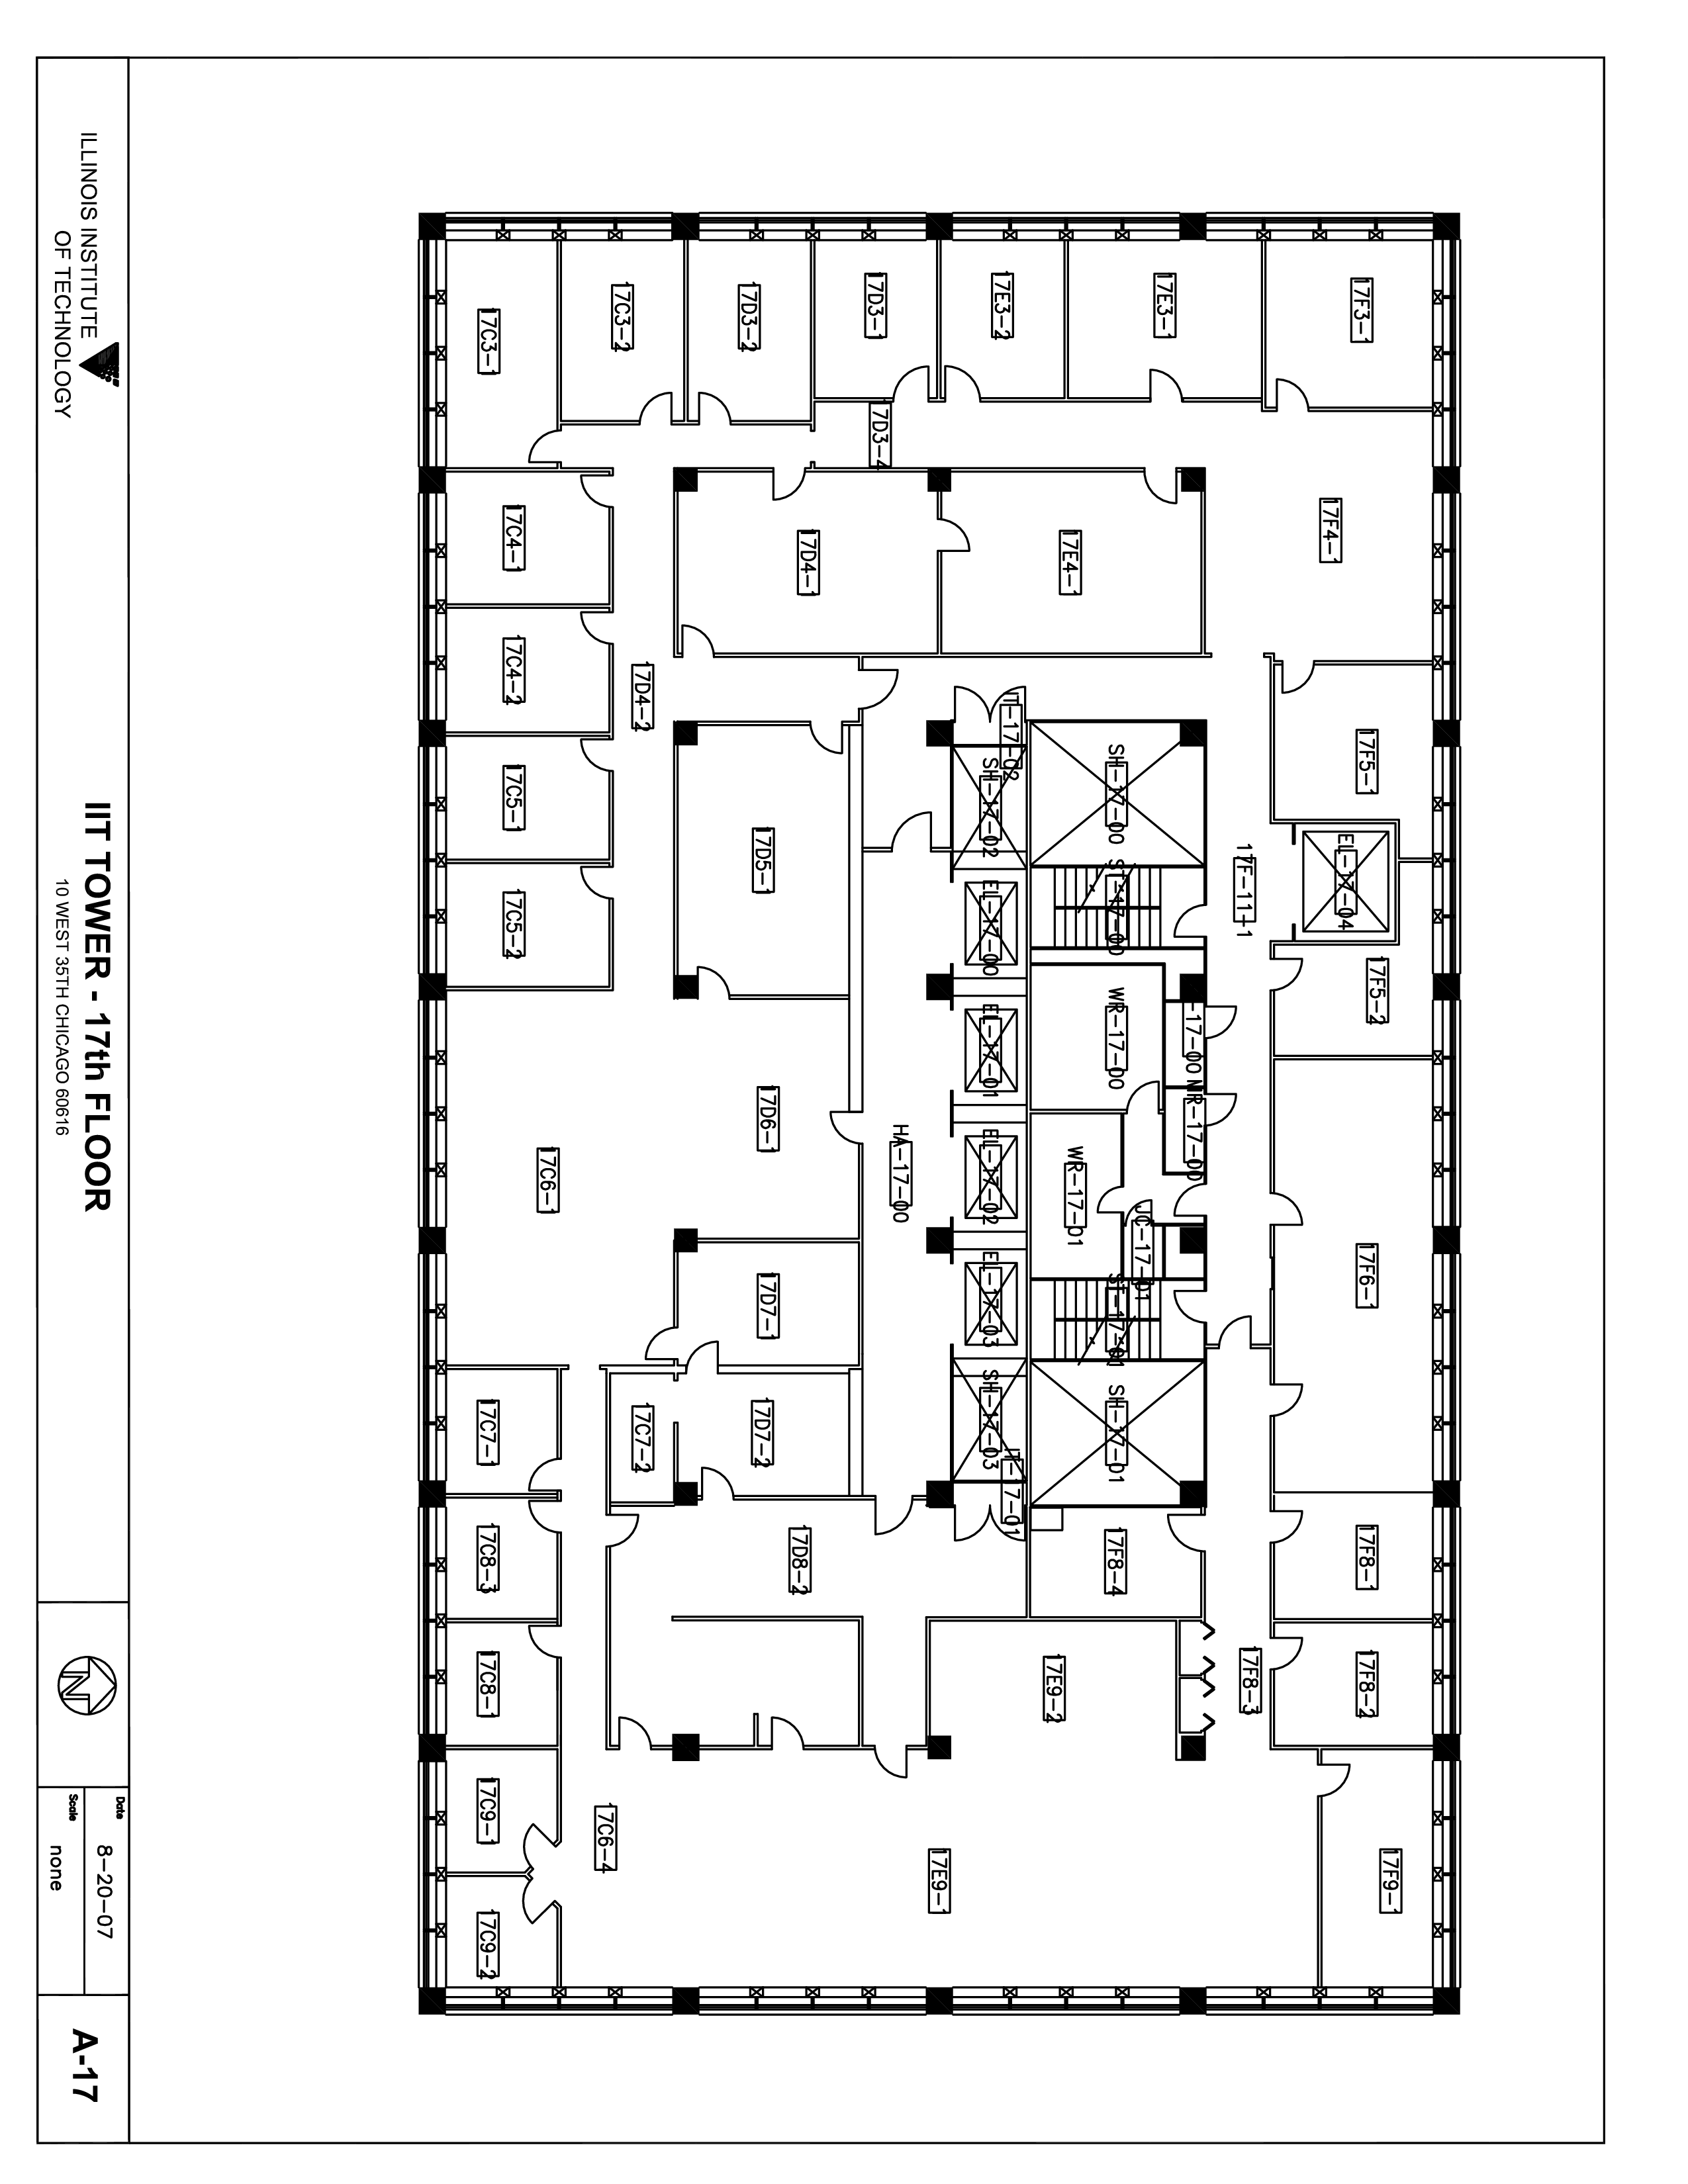 17F3-1
17E3-1
17E3-2
17D3-1
17D3-2
17C3-2
17C3-1
7D3-4
17F4-1
17E4-1
17D4-1
17C4-1
17C4-2
17D4-2
17F5-1
IT-17-02
SH-17-00
SH-17-02
17C5-1
17D5-1
EL-17-04
17F-11-1
ST-17-00
EL-17-00
17C5-2
17F5-2
-17-00
WR-17-00
EL-17-01
MR-17-00
17D6-1
HA-17-00
EL-17-02
WR-17-01
17C6-1
JC-17-01
17F6-1
ST-17-01
EL-17-03
17D7-1
17C7-1
17C7-2
17D7-2
SH-17-03
SH-17-01
IT-17-01
17F8-1
17F8-4
17D8-2
17C8-3
17F8-2
17F8-3
17E9-2
17C8-1
17C9-1
17C6-4
17E9-1
17F9-1
17C9-2
ILLINOIS INSTITUTE
OF TECHNOLOGY
IIT TOWER - 17th FLOOR
10 WEST 35TH CHICAGO 60616
N
Date
8-20-07
Scale
none
A-17